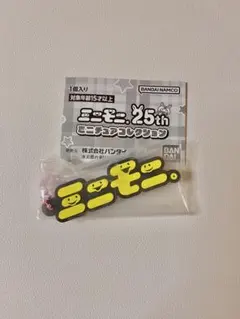 1個入り
対象年齢15才以上
BANDAI NAMCO
ミニモニ。25th
ミニチュアコレクション
株式会社バンダイ
BAN
DAI
ミニモニ。